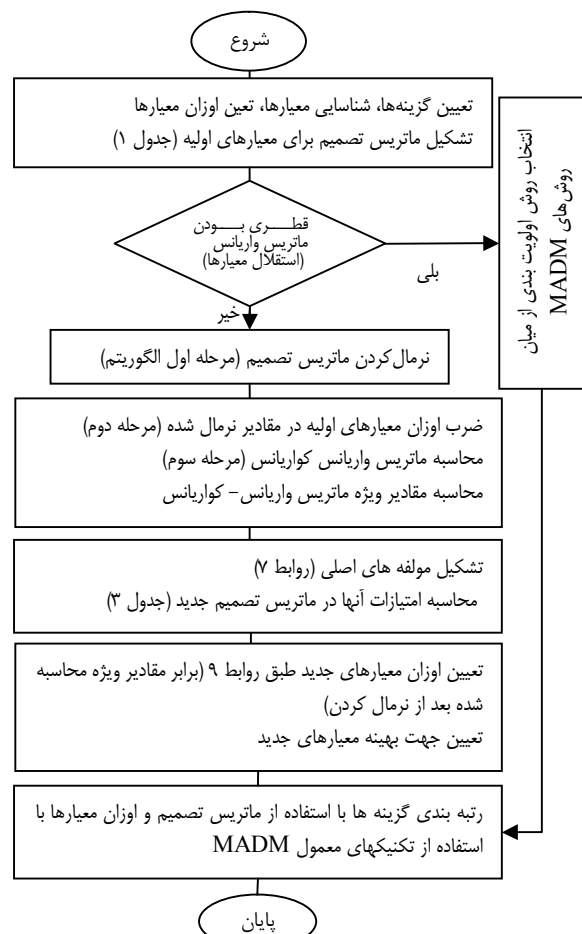 شروع
تعیین گزینه‌ها، شناسایی معیارها، تعین اوزان معیارها
تشکیل ماتریس تصمیم برای معیارهای اولیه (جدول ۱)
قطـــری بــــودن
ماتریس واریانس
(استقلال معیارها)
بلی
خیر
انتخاب روش اولویت بندی از میان
روش‌های MADM
نرمال‌کردن ماتریس تصمیم (مرحله اول الگوریتم)
ضرب اوزان معیارهای اولیه در مقادیر نرمال شده (مرحله دوم)
محاسبه ماتریس واریانس کواریانس (مرحله سوم)
محاسبه مقادیر ویژه ماتریس واریانس– کواریانس
تشکیل مولفه های اصلی (روابط ۷)
محاسبه امتیازات آنها در ماتریس تصمیم جدید (جدول ۳)
تعیین اوزان معیارهای جدید طبق روابط ۹ (برابر مقادیر ویژه محاسبه
شده بعد از نرمال کردن)
تعیین جهت بهینه معیارهای جدید
رتبه بندی گزینه ها با استفاده از ماتریس تصمیم و اوزان معیارها با
استفاده از تکنیکهای معمول MADM
پایان